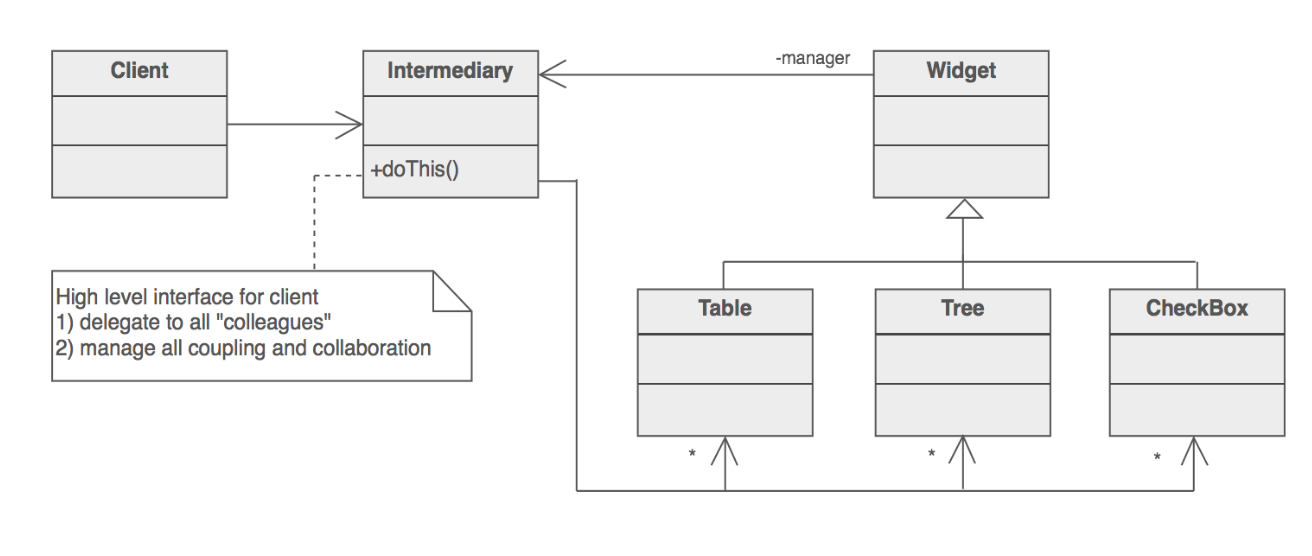 Client
Intermediary
-manager
Widget
+doThis()
High level interface for client
1) delegate to all "colleagues"
2) manage all coupling and collaboration
Table
Tree
CheckBox
*
*
*